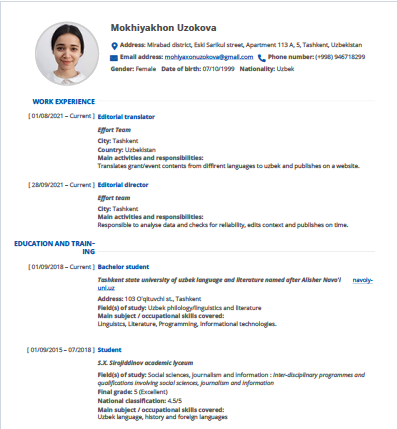 Mokhiyakhon Uzokova
Address: Mirabad district, Eski Sarikul street, Apartment 113 A, 5, Tashkent, Uzbekistan
Email address: mohiyaxonuzokova@gmail.com Phone number: (+998) 946718299
Gender: Female Date of birth: 07/10/1999 Nationality: Uzbek
WORK EXPERIENCE
[ 01/08/2021 – Current ] Editorial translator
Effort Team
City: Tashkent
Country: Uzbekistan
Main activities and responsibilities:
Translates grant/event contents from diffrent languages to uzbek and publishes on a website.
[ 28/09/2021 – Current ] Editorial director
Effort team
City: Tashkent
Main activities and responsibilities:
Responsible to analyse data and checks for reliability, edits context and publishes on time.
EDUCATION AND TRAIN-
ING
[ 01/09/2018 – Current ] Bachelor student
Tashkent state university of uzbek language and literature named after Alisher Navo'i navoiy-
uni.uz
Address: 103 O'qituvchi st., Tashkent
Field(s) of study: Uzbek philology/linguistics and literature
Main subject / occupational skills covered:
Linguistcs, Literature, Programming, Informational technologies.
[ 01/09/2015 – 07/2018 ] Student
S.X. Sirojiddinov academic lyceum
Field(s) of study: Social sciences, journalism and information : Inter-disciplinary programmes and
qualifications involving social sciences, journalism and information
Final grade: 5 (Excellent)
National classification: 4.5/5
Main subject / occupational skills covered:
Uzbek language, history and foreign languages